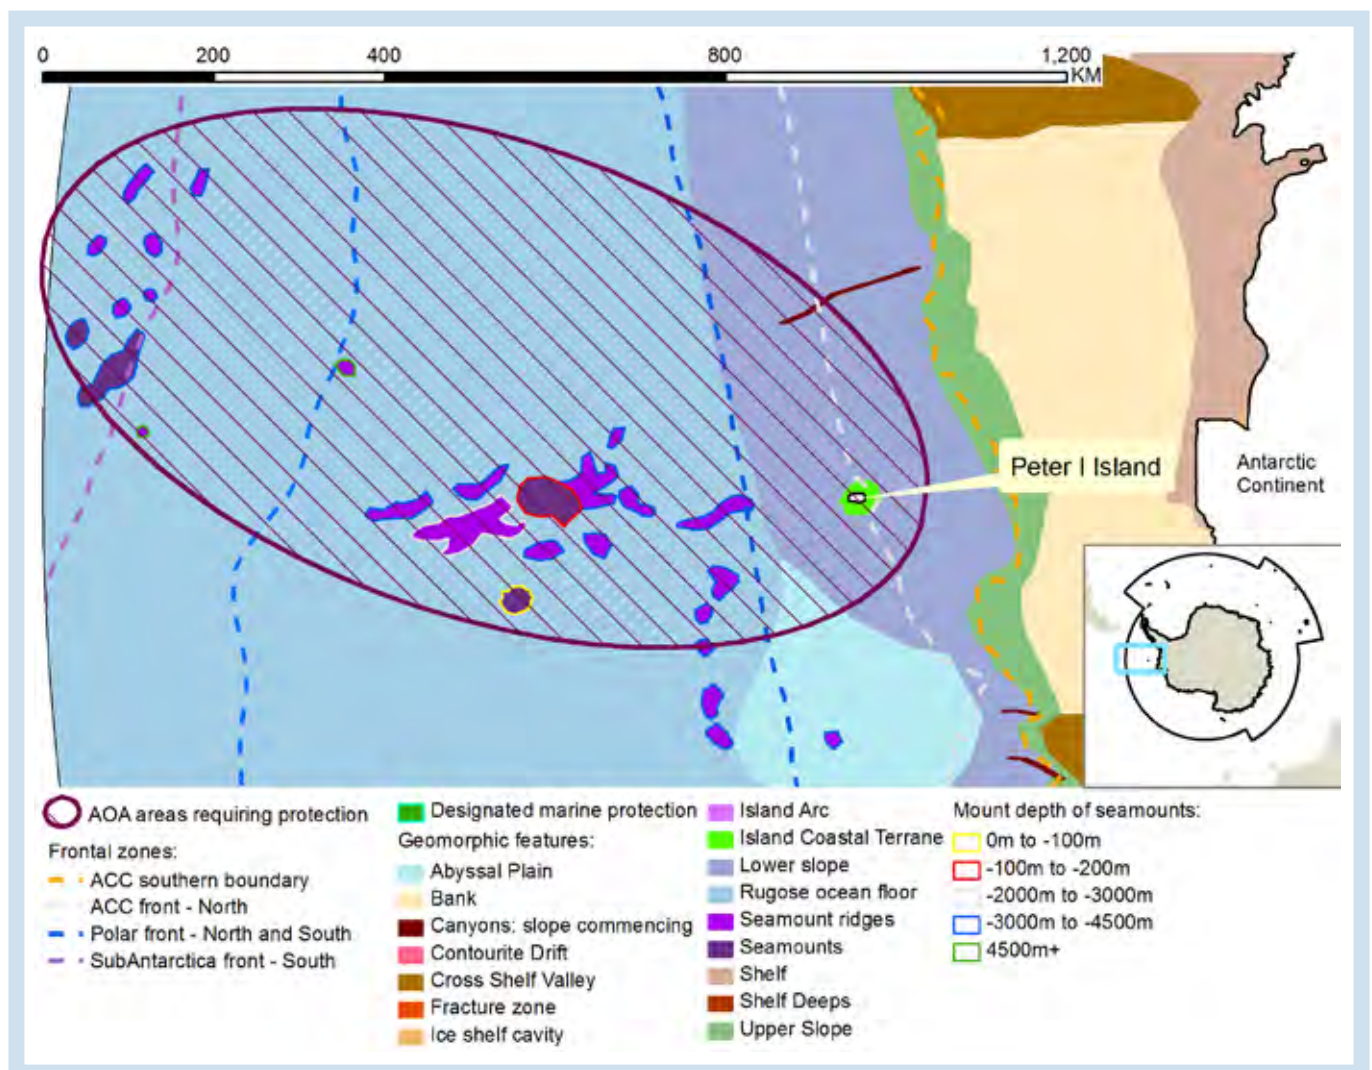 0 200 400 800 1,200
KM
Peter I Island
Antarctic
Continent
AOA areas requiring protection
Frontal zones:
ACC southern boundary
ACC front - North
Polar front - North and South
SubAntarctica front - South
Designated marine protection
Geomorphic features:
Abyssal Plain
Bank
Canyons: slope commencing
Contourite Drift
Cross Shelf Valley
Fracture zone
Ice shelf cavity
Island Arc
Island Coastal Terrane
Lower slope
Rugose ocean floor
Seamount ridges
Seamounts
Shelf
Shelf Deeps
Upper Slope
Mount depth of seamounts:
0m to -100m
-100m to -200m
-2000m to -3000m
-3000m to -4500m
4500m+